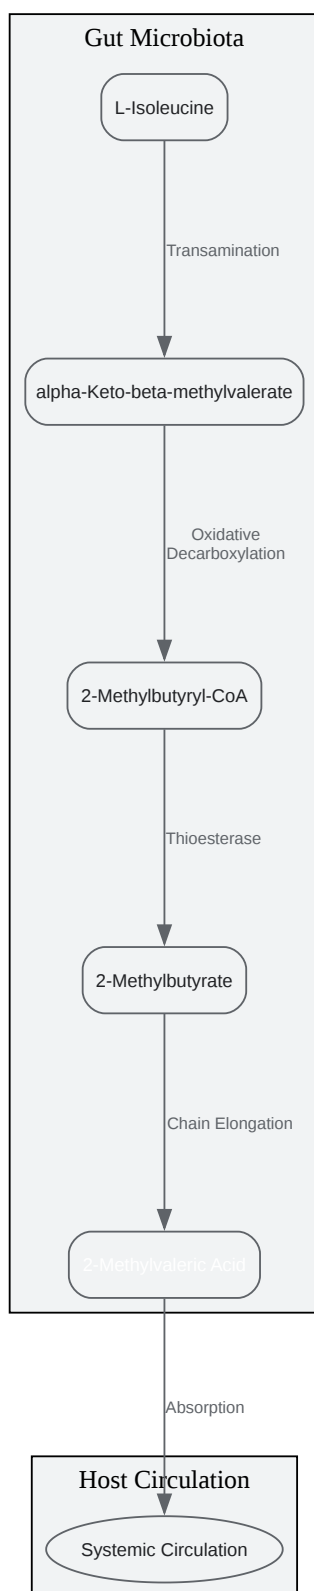 Gut Microbiota
L-Isoleucine
Transamination
alpha-Keto-beta-methylvalerate
Oxidative
Decarboxylation
2-Methylbutyryl-CoA
Thioesterase
2-Methylbutyrate
Chain Elongation
2-Methylvaleric Acid
Absorption
Host Circulation
Systemic Circulation